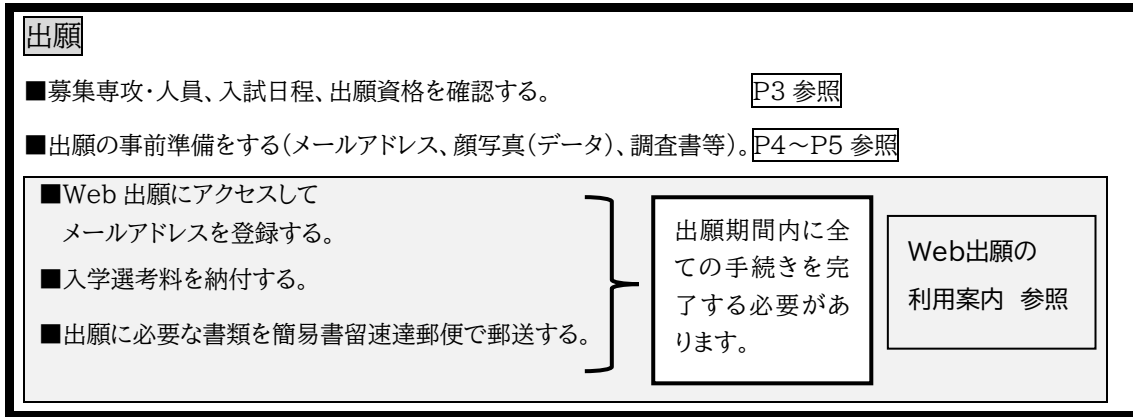 出願
■募集専攻・人員、入試日程、出願資格を確認する。 P3 参照
■出願の事前準備をする(メールアドレス、顔写真(データ)、調査書等)。P4～P5 参照
■Web 出願にアクセスして
メールアドレスを登録する。
■入学選考料を納付する。
■出願に必要な書類を簡易書留速達郵便で郵送する。
出願期間内に全
ての手続きを完
了する必要があ
ります。
Web出願の
利用案内 参照